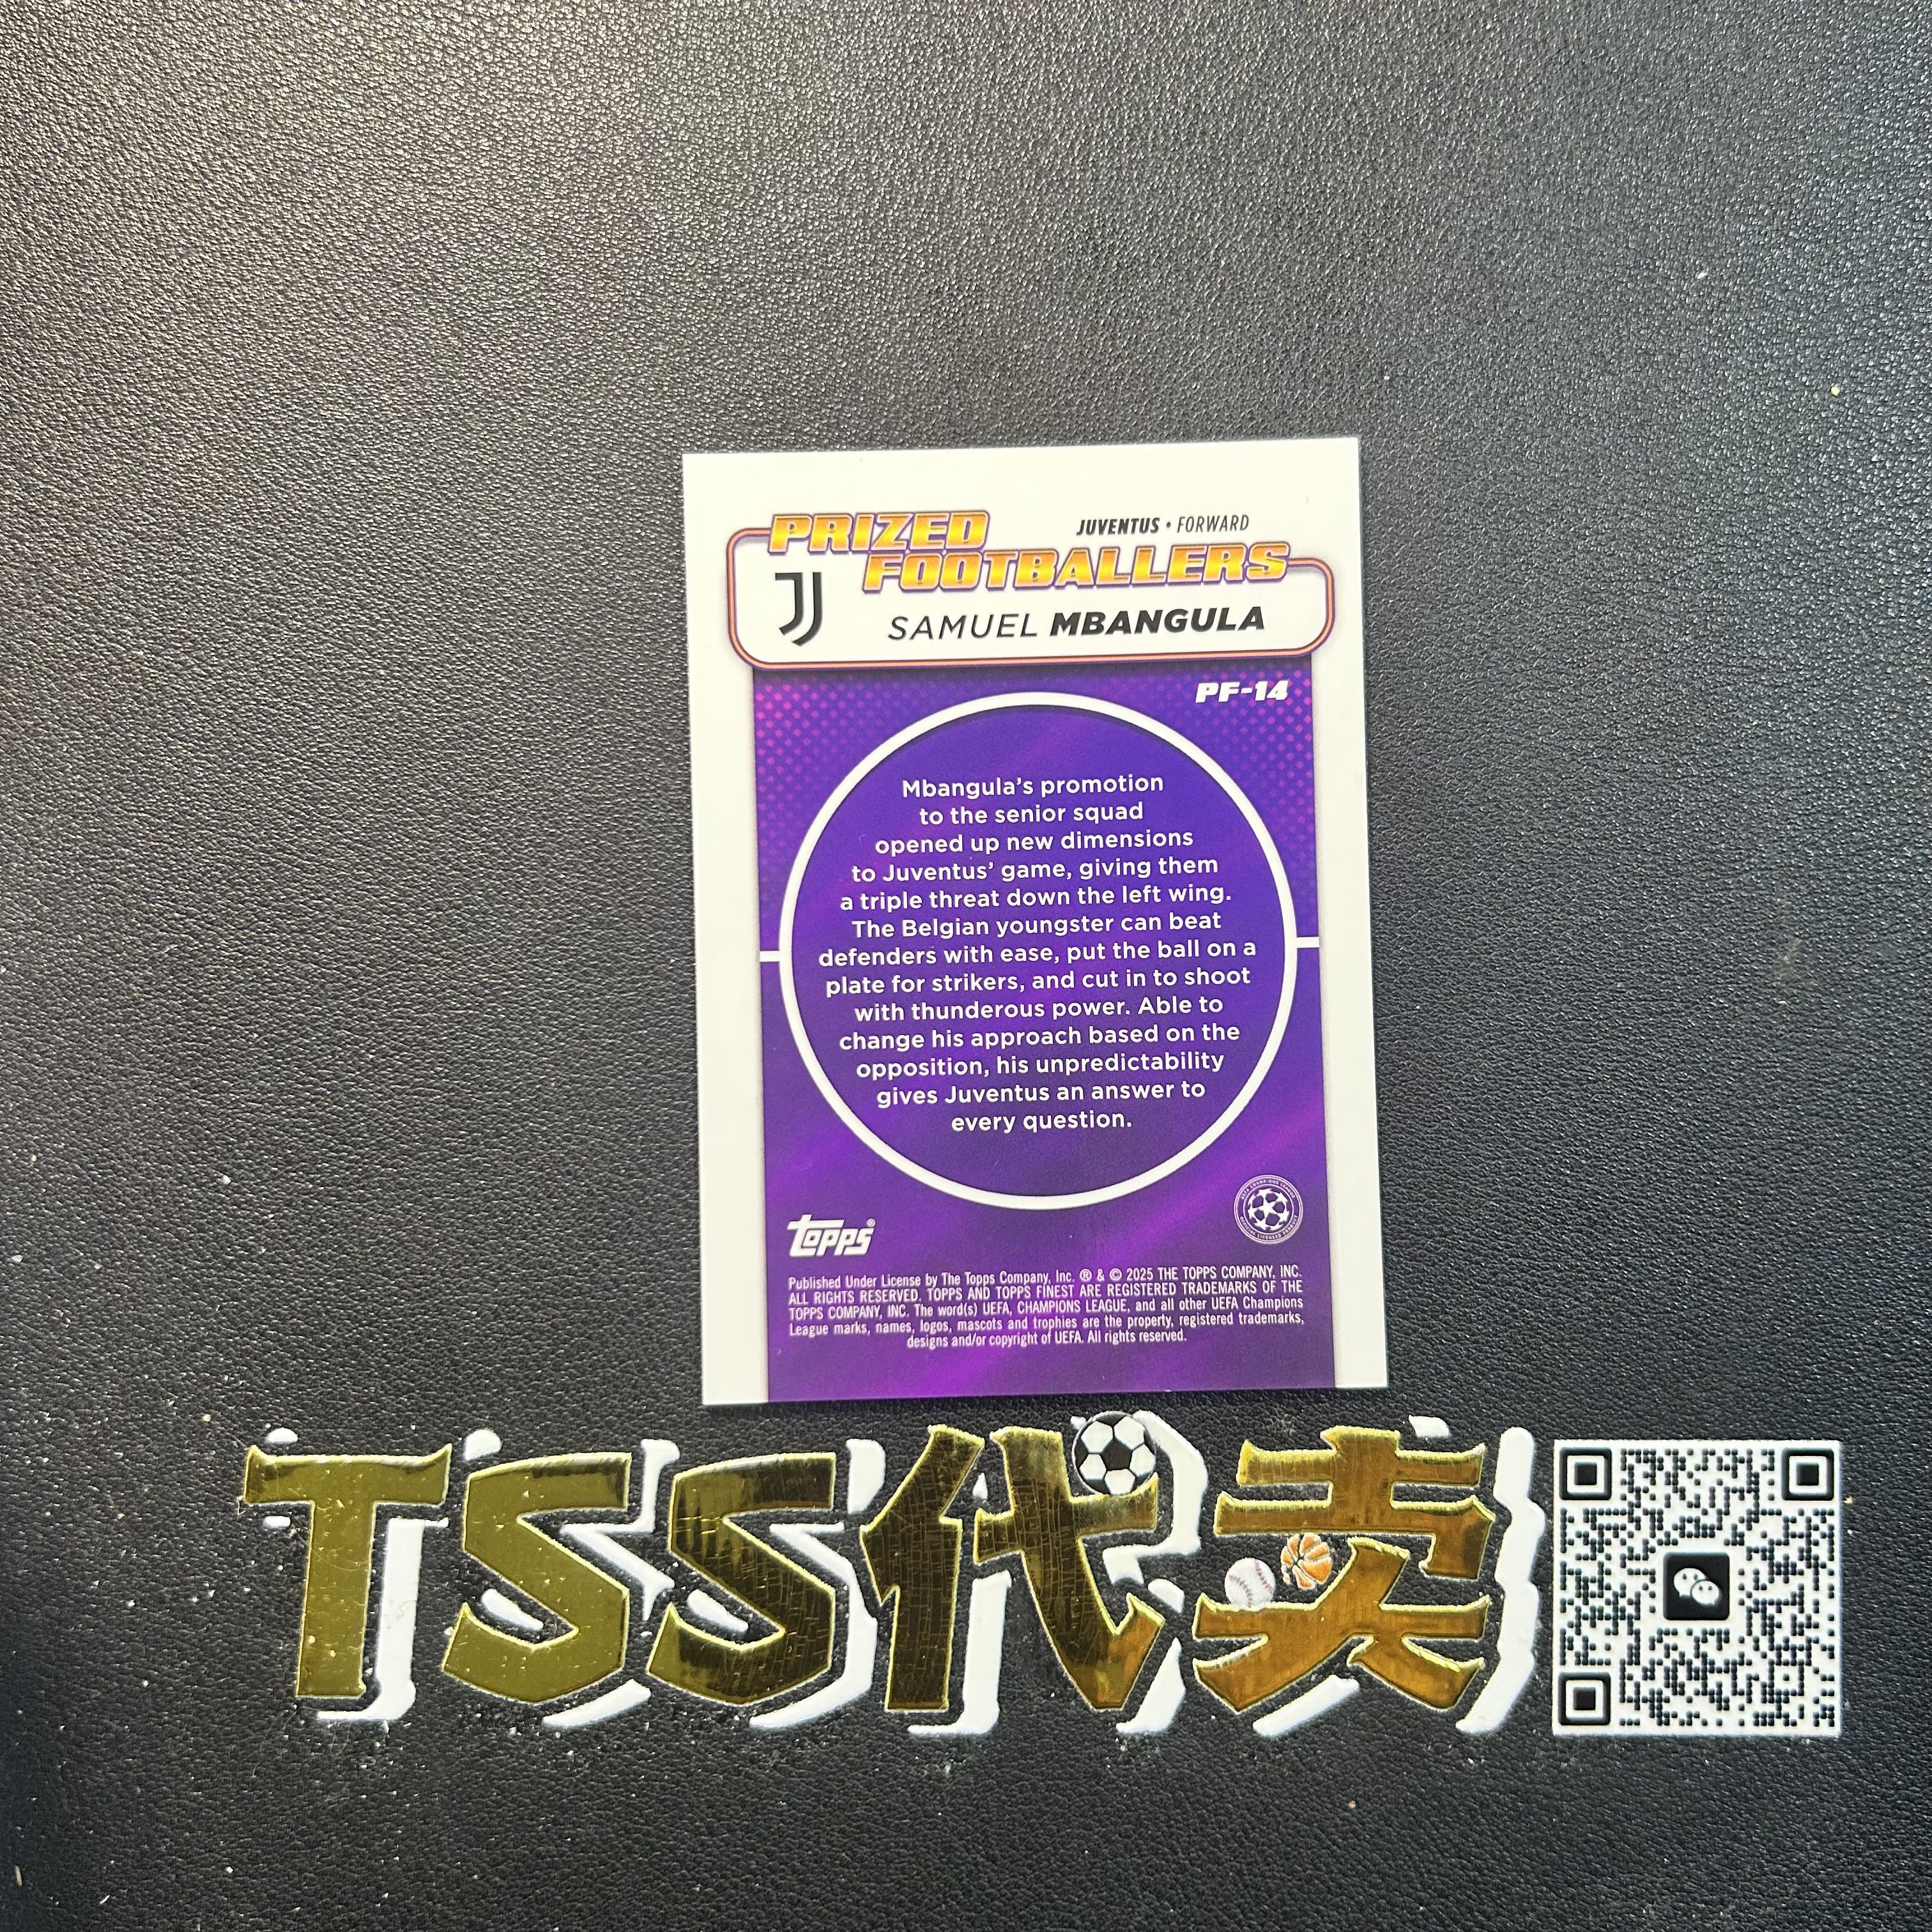 PRIZED
JUVENTUS • FORWARD
FOOTBALLERS
SAMUEL MBANGULA
PF-14
Mbangula's promotion
to the senior squad
opened up new dimensions
to Juventus' game, giving them
a triple threat down the left wing.
The Belgian youngster can beat
defenders with ease, put the ball on a
plate for strikers, and cut in to shoot
with thunderous power. Able to
change his approach based on the
opposition, his unpredictability
gives Juventus an answer to
every question.
topps®
Published Under License by The Topps Company, Inc. ® & © 2025 THE TOPPS COMPANY, INC.
ALL RIGHTS RESERVED. TOPPS AND TOPPS FINEST ARE REGISTERED TRADEMARKS OF THE
TOPPS COMPANY, INC. The word(s) UEFA, CHAMPIONS LEAGUE, and all other UEFA Champions
League marks, names, logos, mascots and trophies are the property, registered trademarks,
designs and/or copyright of UEFA. All rights reserved.
TSS代卖